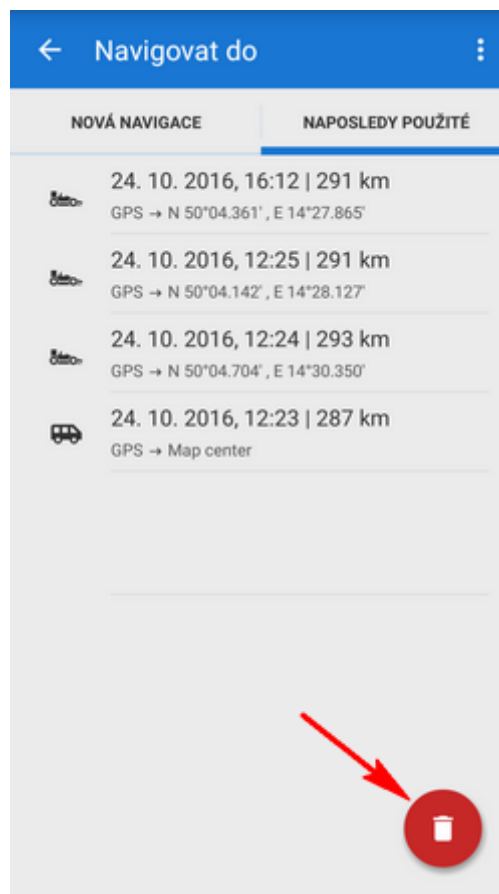 Navigovat do
NOVÁ NAVIGACE
NAPOSLEDY POUŽITÉ
24. 10. 2016, 16:12 | 291 km
GPS → N 50°04.361' , E 14°27.865'
24. 10. 2016, 12:25 | 291 km
GPS → N 50°04.142' , E 14°28.127'
24. 10. 2016, 12:24 | 293 km
GPS → N 50°04.704' , E 14°30.350'
24. 10. 2016, 12:23 | 287 km
GPS → Map center